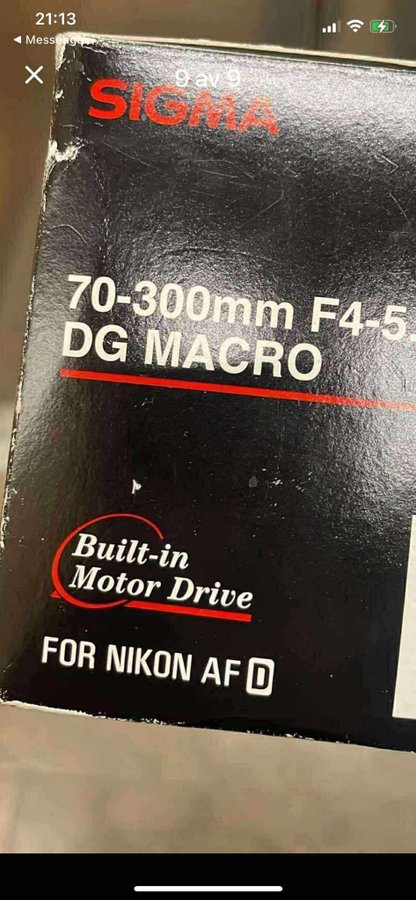 21:13
◀ Messenger
9 av 9
SIGMA
70-300mm F4-5.
DG MACRO
Built-in
Motor Drive
FOR NIKON AF D